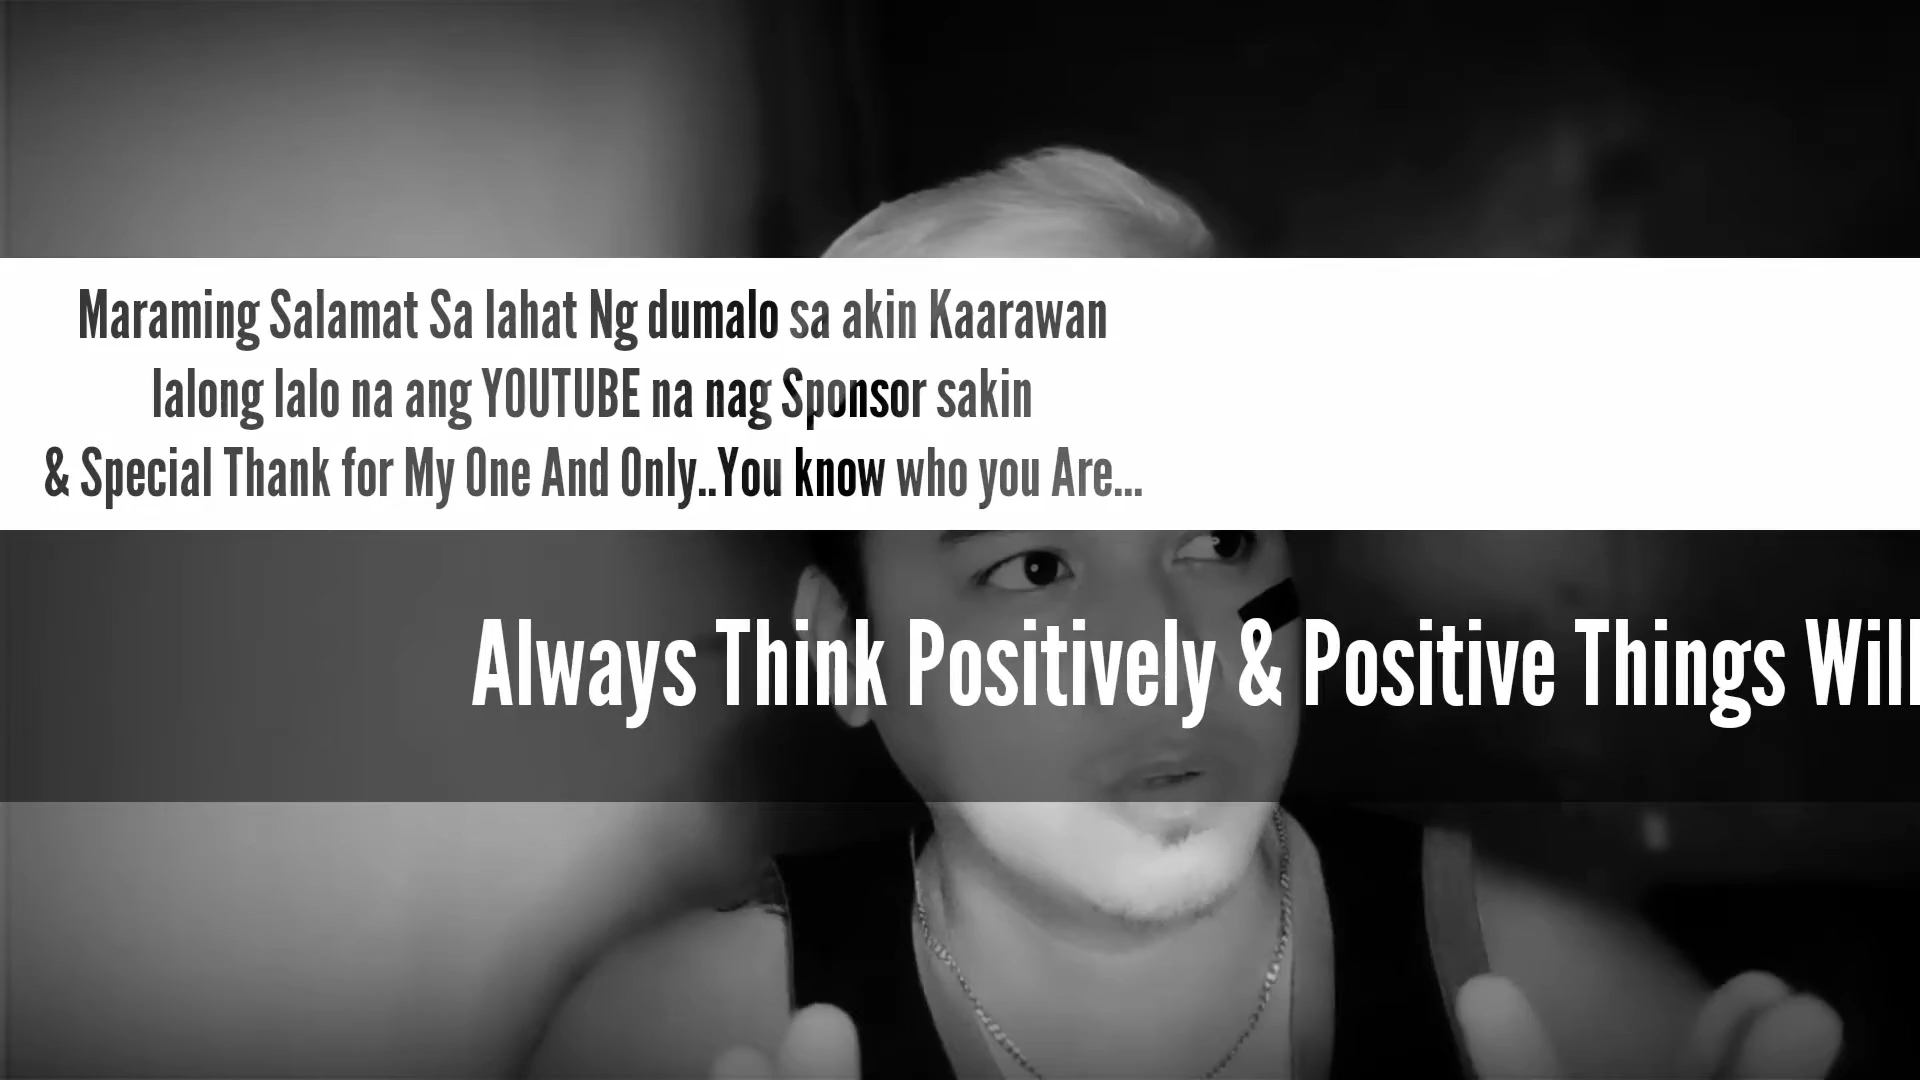 Maraming Salamat Sa lahat Ng dumalo sa akin Kaarawan
lalong lalo na ang YOUTUBE na nag Sponsor sakin
& Special Thank for My One And Only..You know who you Are...
Always Think Positively & Positive Things Will